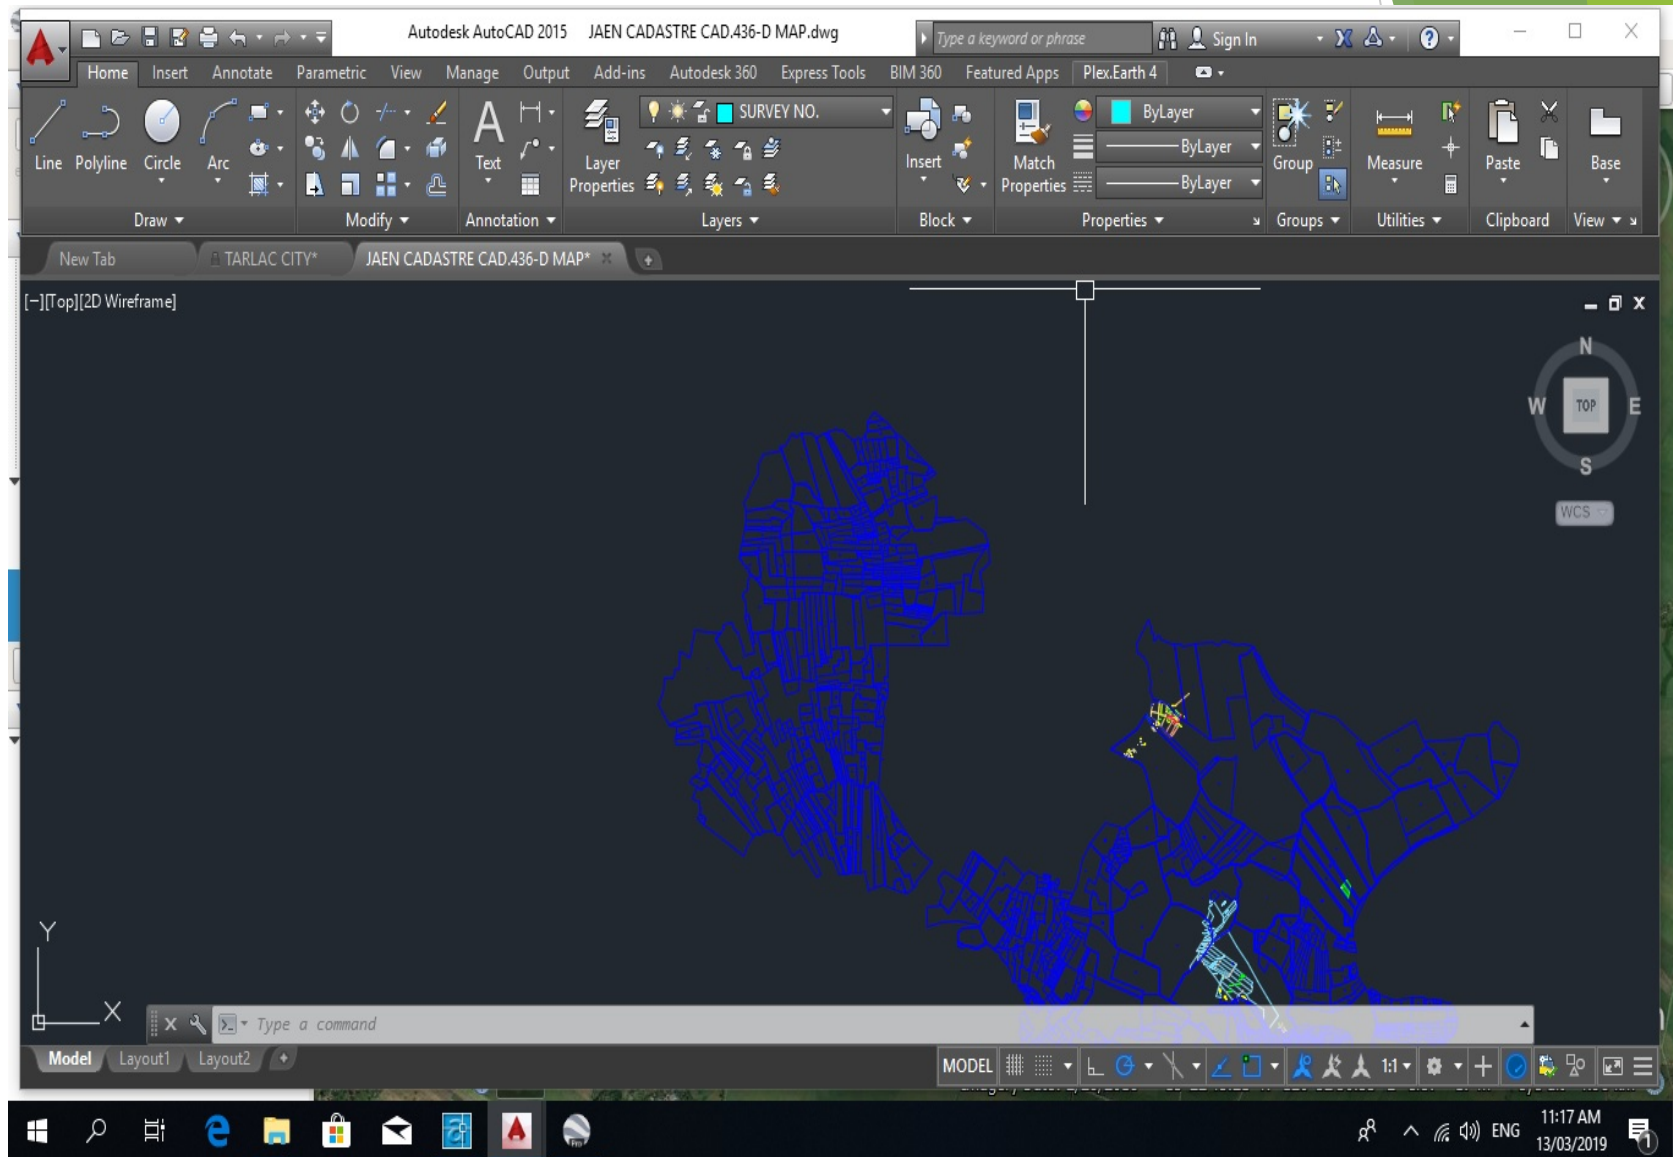 Autodesk AutoCAD 2015 JAEN CADASTRE CAD.436-D MAP.dwg
Type a keyword or phrase
Sign In
Home Insert Annotate Parametric View Manage Output Add-ins Autodesk 360 Express Tools BIM 360 Featured Apps Plex.Earth 4
SURVEY NO.
ByLayer
ByLayer
ByLayer
Line Polyline Circle Arc
Text
Layer Properties
Insert
Match Properties
Group
Measure
Paste
Base
Draw Modify Annotation Layers Block Properties Groups Utilities Clipboard View
New Tab TARLAC CITY* JAEN CADASTRE CAD.436-D MAP*
[−][Top][2D Wireframe]
N
W TOP E
S
WCS
Y
X
Type a command
Model Layout1 Layout2
MODEL 1:1
ENG
11:17 AM
13/03/2019
1